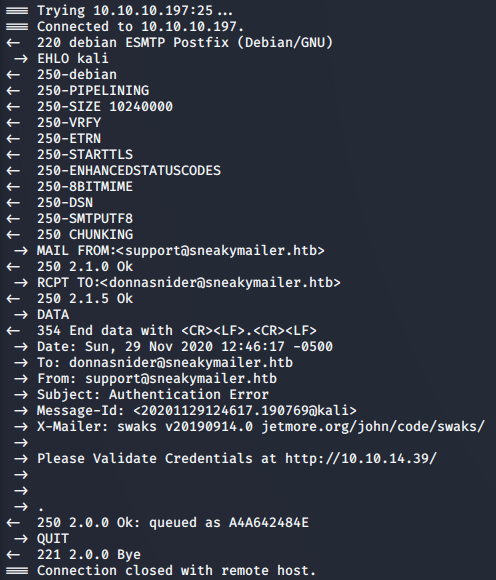 === Trying 10.10.10.197:25...
=== Connected to 10.10.10.197.
<-  220 debian ESMTP Postfix (Debian/GNU)
 -> EHLO kali
<-  250-debian
<-  250-PIPELINING
<-  250-SIZE 10240000
<-  250-VRFY
<-  250-ETRN
<-  250-STARTTLS
<-  250-ENHANCEDSTATUSCODES
<-  250-8BITMIME
<-  250-DSN
<-  250-SMTPUTF8
<-  250 CHUNKING
 -> MAIL FROM:<support@sneakymailer.htb>
<-  250 2.1.0 Ok
 -> RCPT TO:<donnasnider@sneakymailer.htb>
<-  250 2.1.5 Ok
 -> DATA
<-  354 End data with <CR><LF>.<CR><LF>
 -> Date: Sun, 29 Nov 2020 12:46:17 -0500
 -> To: donnasnider@sneakymailer.htb
 -> From: support@sneakymailer.htb
 -> Subject: Authentication Error
 -> Message-Id: <20201129124617.190769@kali>
 -> X-Mailer: swaks v20190914.0 jetmore.org/john/code/swaks/
 ->
 -> Please Validate Credentials at http://10.10.14.39/
 ->
 ->
 -> .
<-  250 2.0.0 Ok: queued as A4A642484E
 -> QUIT
<-  221 2.0.0 Bye
=== Connection closed with remote host.